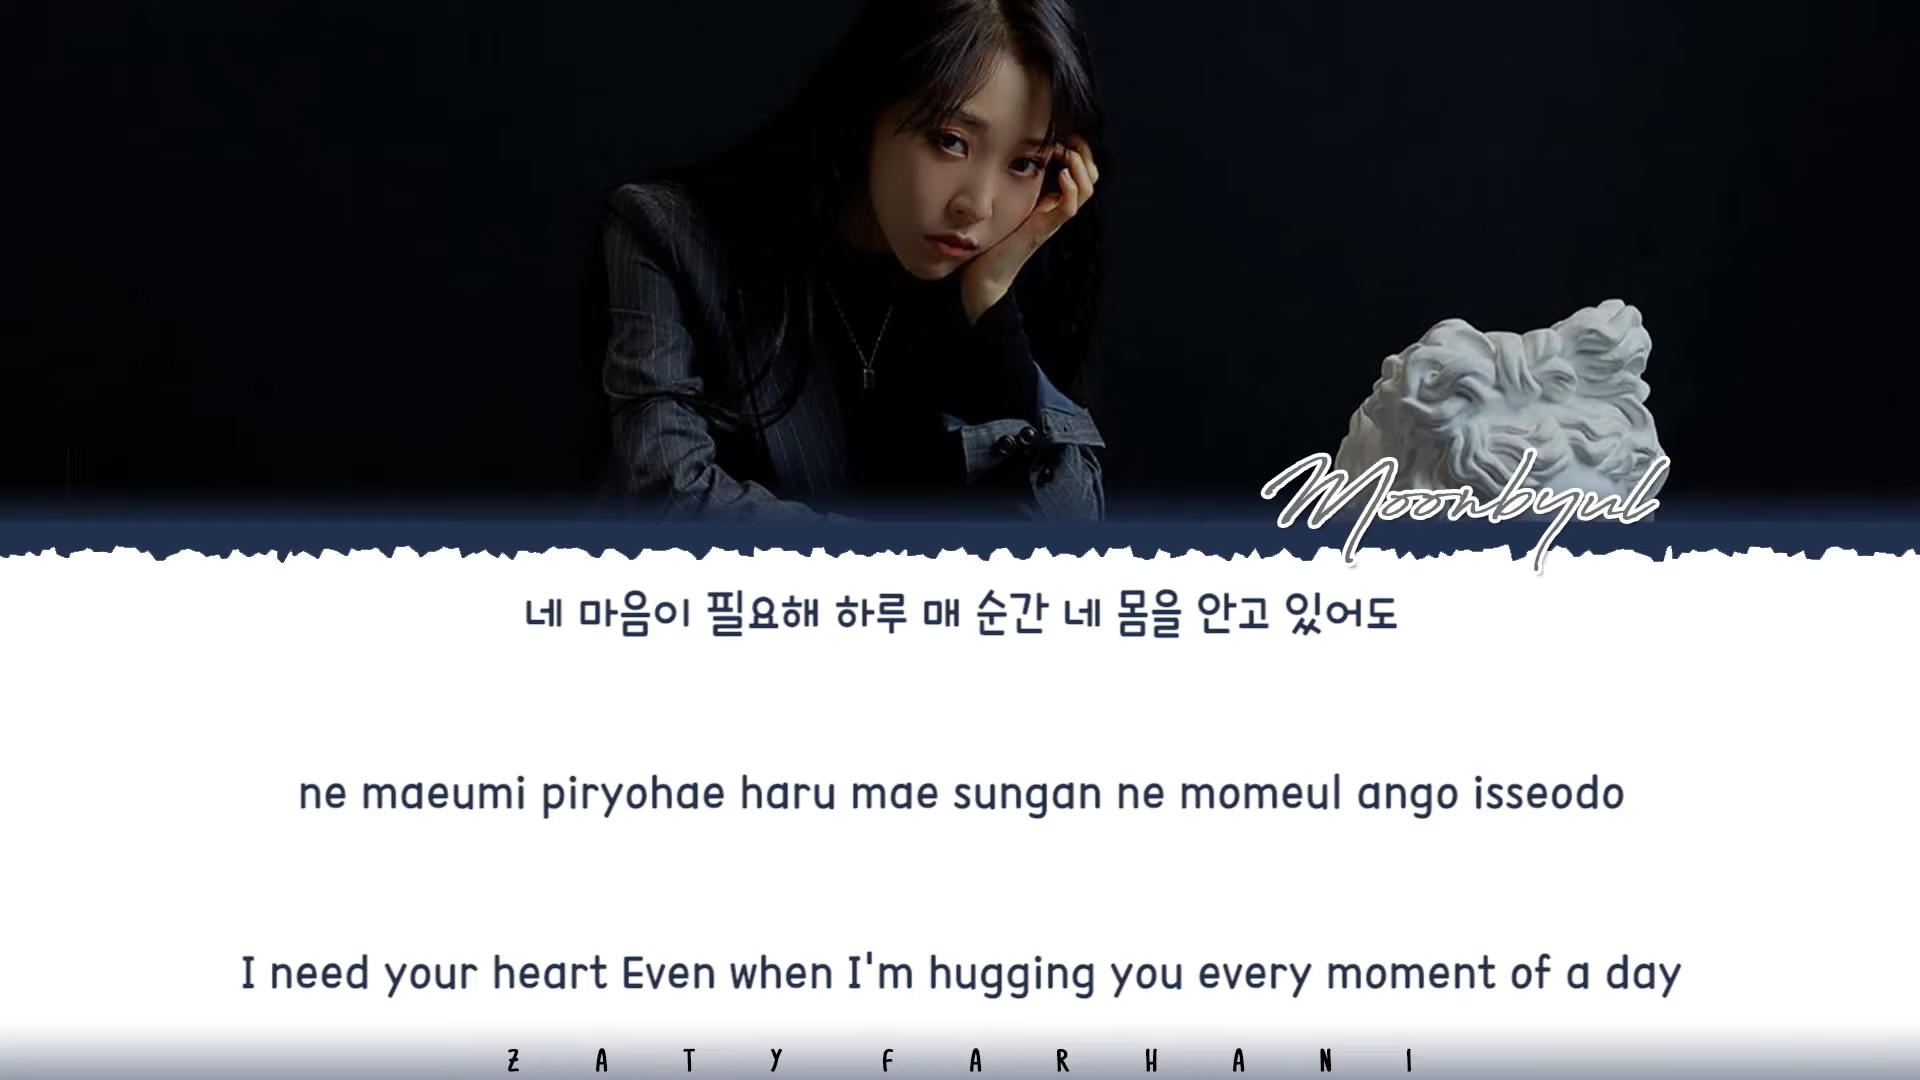 Moonbyul
네 마음이 필요해 하루 매 순간 네 몸을 안고 있어도
ne maeumi piryohae haru mae sungan ne momeul ango isseodo
I need your heart Even when I'm hugging you every moment of a day
ZATY FARHANI